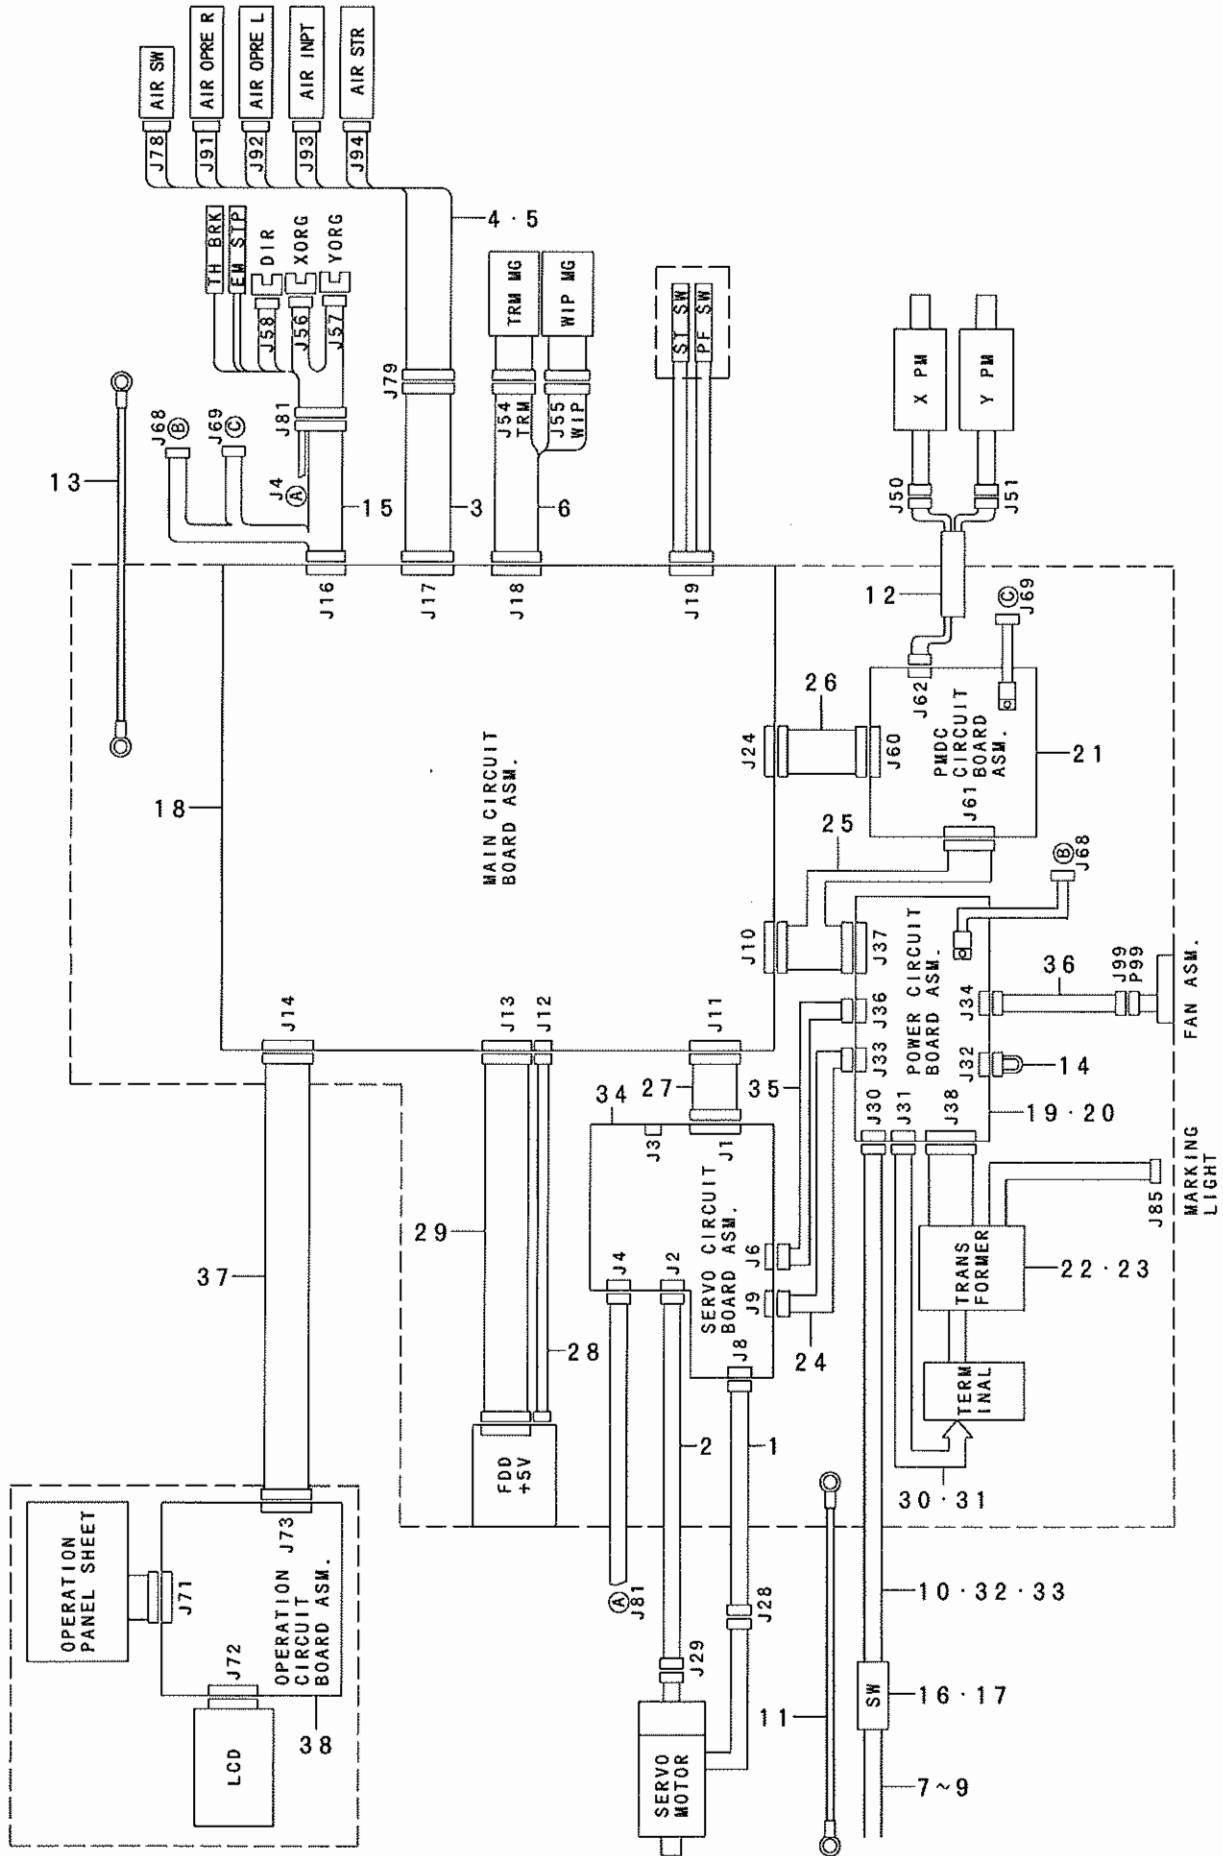 AIR SW
AIR OPRE R
AIR OPRE L
AIR INPT
AIR STR
J78
J91
J92
J93
J94
4・5
TH BRK
EM STP
DIR
XORG
YORG
J58
J56
J57
J79
TRM MG
WIP MG
J54
TRM
J55
WIP
ST SW
PF SW
X PM
Y PM
J50
J51
13
J68
Ⓑ
J69
Ⓒ
J4
Ⓐ
J81
15
3
6
J16
J17
J18
J19
12
18
MAIN CIRCUIT
BOARD ASM.
J24
26
J60
J62
PMDC
CIRCUIT
BOARD
ASM.
J61
Ⓒ
J69
21
25
J10
J37
J36
J33
POWER CIRCUIT
BOARD ASM.
J30
J31
J38
J32
J34
Ⓑ
J68
36
J99
P99
FAN ASM.
14
19・20
J14
J13
J12
J11
34
27
35
J3
J1
SERVO CIRCUIT
BOARD ASM.
J4
J2
J6
J9
J8
24
37
29
28
FDD
+5V
2
1
TRANS
FORMER
22・23
TERM
INAL
J85
MARKING
LIGHT
30・31
OPERATION
PANEL SHEET
J71
J73
OPERATION
CIRCUIT
BOARD ASM.
J72
LCD
38
Ⓐ
J81
J29
J28
SERVO
MOTOR
11
10・32・33
SW
16・17
7~9